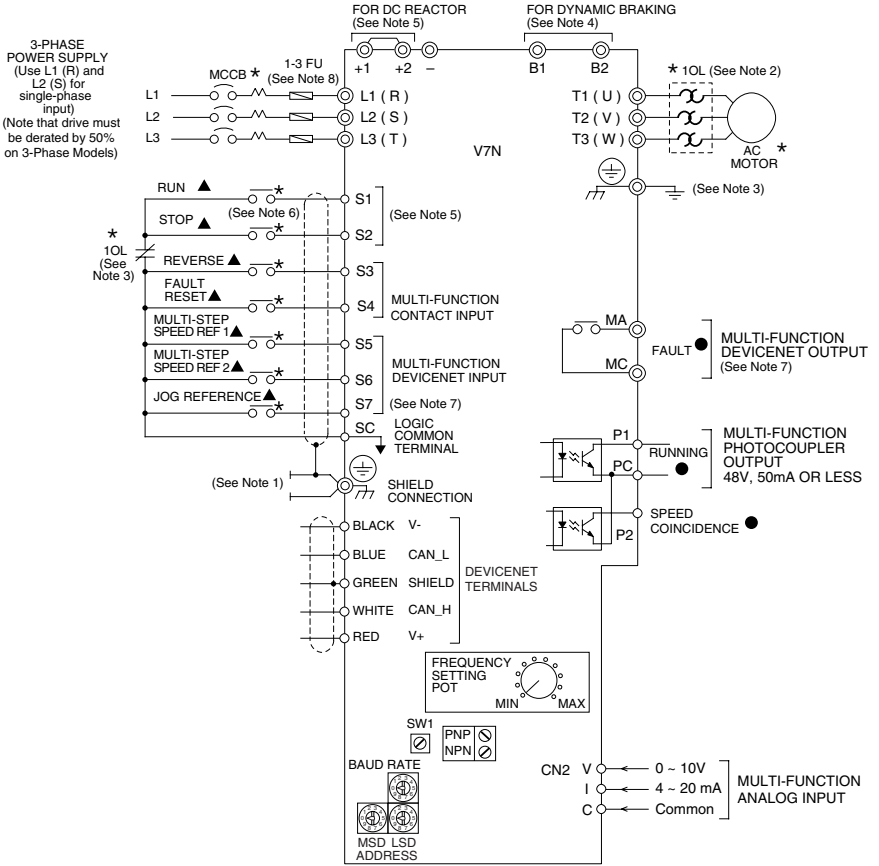 FOR DC REACTOR
(See Note 5)
FOR DYNAMIC BRAKING
(See Note 4)
3-PHASE
POWER SUPPLY
(Use L1 (R) and
L2 (S) for
single-phase
input)
(Note that drive must
be derated by 50%
on 3-Phase Models)
MCCB *
1-3 FU
(See Note 8)
+1 +2 –
B1 B2
L1
L2
L3
L1 ( R )
L2 ( S )
L3 ( T )
T1 ( U )
T2 ( V )
T3 ( W )
* 1OL (See Note 2)
AC
MOTOR *
V7N
(See Note 3)
RUN ▲
*
(See Note 6)
S1
(See Note 5)
STOP ▲
*
S2
*
1OL
(See
Note 3)
REVERSE ▲
*
S3
FAULT
RESET ▲
*
S4
MULTI-FUNCTION
CONTACT INPUT
MULTI-STEP
SPEED REF 1 ▲
*
S5
MULTI-STEP
SPEED REF 2 ▲
*
S6
MULTI-FUNCTION
DEVICENET INPUT
JOG REFERENCE ▲
*
S7
(See Note 7)
SC
LOGIC
COMMON
TERMINAL
(See Note 1)
SHIELD
CONNECTION
MA
FAULT ●
MC
MULTI-FUNCTION
DEVICENET OUTPUT
(See Note 7)
P1
RUNNING ●
PC
MULTI-FUNCTION
PHOTOCOUPLER
OUTPUT
48V, 50mA OR LESS
P2
SPEED
COINCIDENCE ●
BLACK V-
BLUE CAN_L
GREEN SHIELD
WHITE CAN_H
RED V+
DEVICENET
TERMINALS
FREQUENCY
SETTING
POT
MIN MAX
SW1
PNP
NPN
BAUD RATE
MSD LSD
ADDRESS
CN2 V 0 ~ 10V
I 4 ~ 20 mA
C Common
MULTI-FUNCTION
ANALOG INPUT